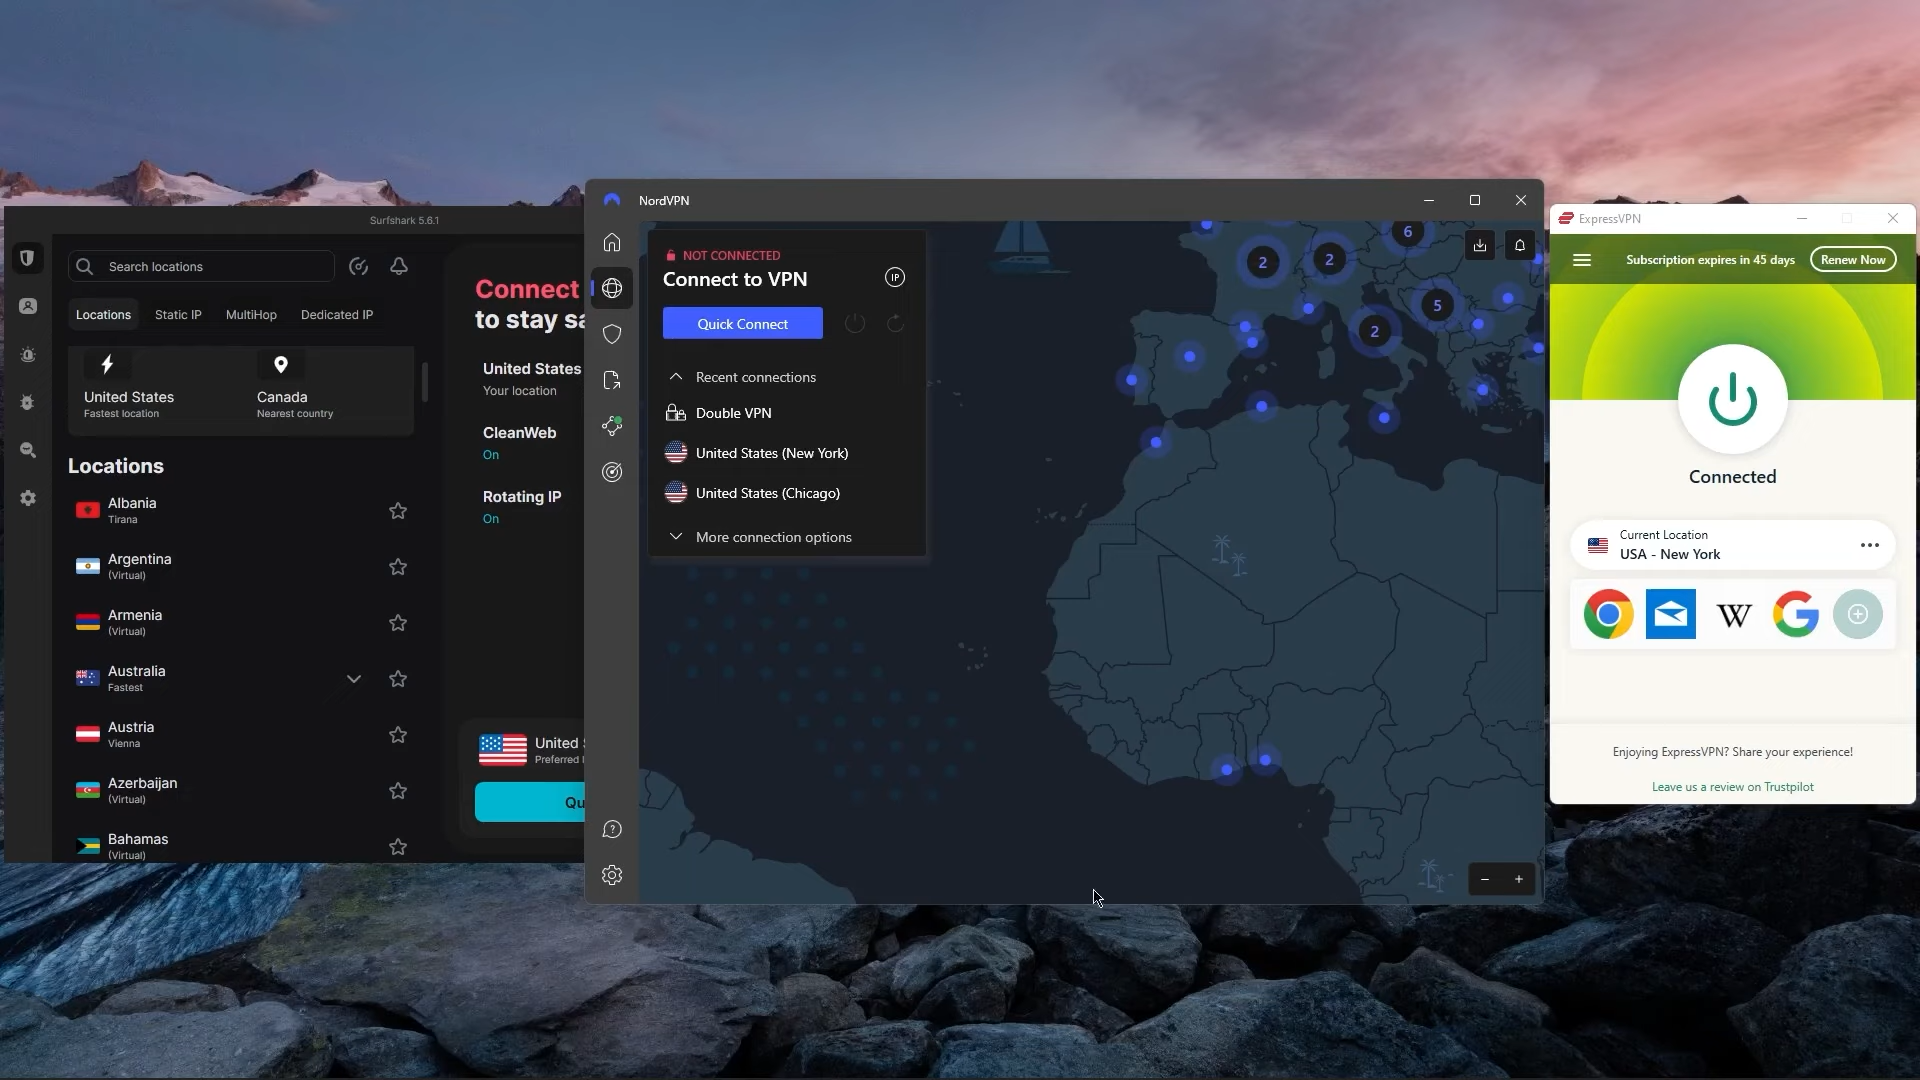 Surfshark 5.6.1
Search locations
Locations
Static IP
MultiHop
Dedicated IP
United States
Fastest location
Canada
Nearest country
Locations
Albania
Tirana
Argentina
(Virtual)
Armenia
(Virtual)
Australia
Fastest
Austria
Vienna
Azerbaijan
(Virtual)
Bahamas
(Virtual)
Connect
to stay sa
United States
Your location
CleanWeb
On
Rotating IP
On
United S
Preferred l
Qu
NordVPN
NOT CONNECTED
Connect to VPN
IP
Quick Connect
Recent connections
Double VPN
United States (New York)
United States (Chicago)
More connection options
6
2
2
5
2
ExpressVPN
Subscription expires in 45 days
Renew Now
Connected
Current Location
USA - New York
W
G
Enjoying ExpressVPN? Share your experience!
Leave us a review on Trustpilot